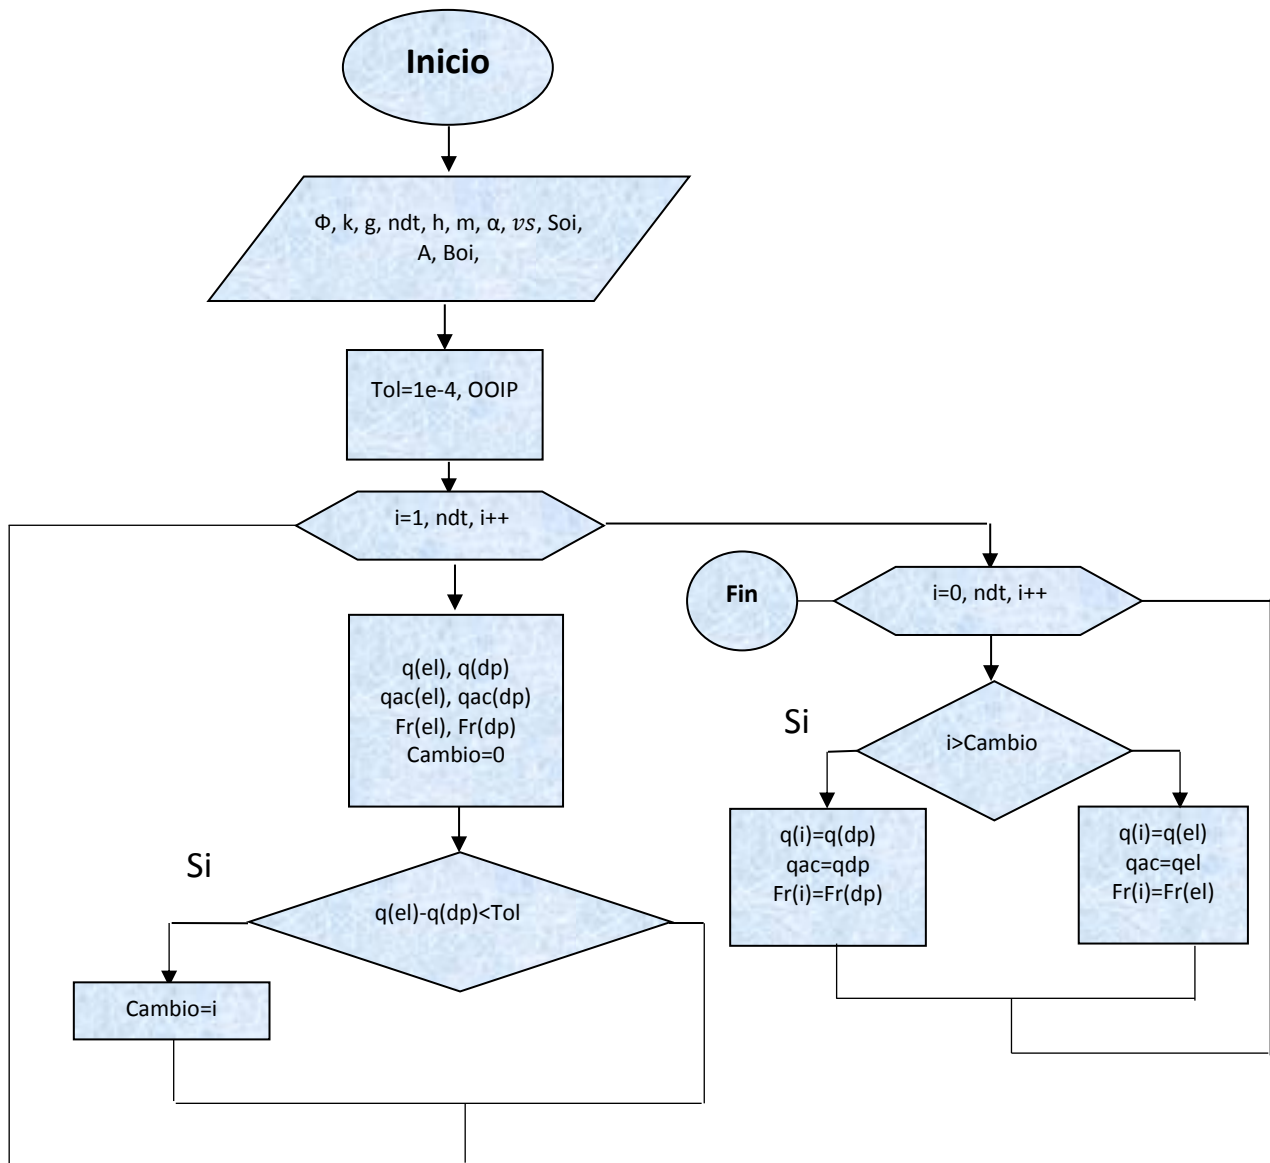 Inicio
Φ, k, g, ndt, h, m, α, vs, Soi,
A, Boi,
Tol=1e-4, OOIP
i=1, ndt, i++
q(el), q(dp)
qac(el), qac(dp)
Fr(el), Fr(dp)
Cambio=0
Si
q(el)-q(dp)<Tol
Cambio=i
Fin
i=0, ndt, i++
Si
i>Cambio
q(i)=q(dp)
qac=qdp
Fr(i)=Fr(dp)
q(i)=q(el)
qac=qel
Fr(i)=Fr(el)